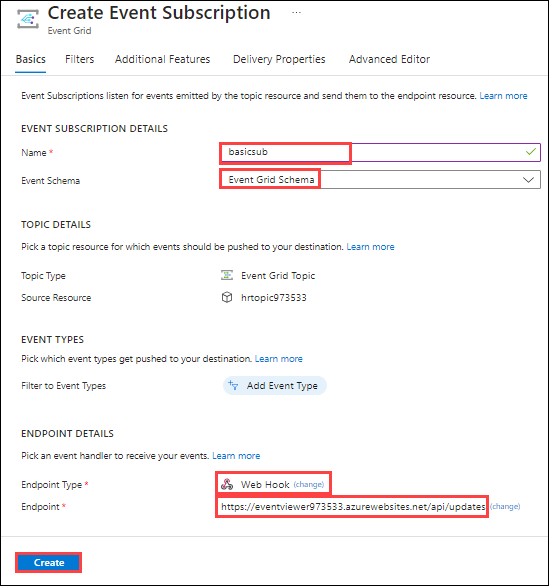 Create Event Subscription ...
Event Grid
Basics Filters Additional Features Delivery Properties Advanced Editor
Event Subscriptions listen for events emitted by the topic resource and send them to the endpoint resource. Learn more
EVENT SUBSCRIPTION DETAILS
Name * basicsub
Event Schema Event Grid Schema
TOPIC DETAILS
Pick a topic resource for which events should be pushed to your destination. Learn more
Topic Type Event Grid Topic
Source Resource hrtopic973533
EVENT TYPES
Pick which event types get pushed to your destination. Learn more
Filter to Event Types Add Event Type
ENDPOINT DETAILS
Pick an event handler to receive your events. Learn more
Endpoint Type * Web Hook (change)
Endpoint * https://eventviewer973533.azurewebsites.net/api/updates (change)
Create